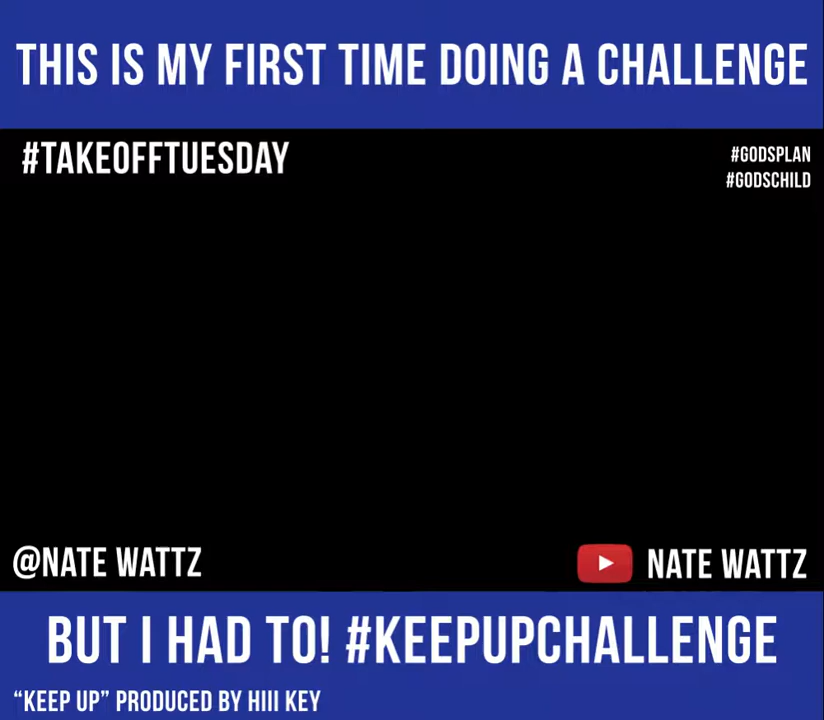 THIS IS MY FIRST TIME DOING A CHALLENGE
#TAKEOFFTUESDAY
#GODSPLAN
#GODSCHILD
@NATE WATTZ
NATE WATTZ
BUT I HAD TO! #KEEPUPCHALLENGE
“KEEP UP” PRODUCED BY HIII KEY